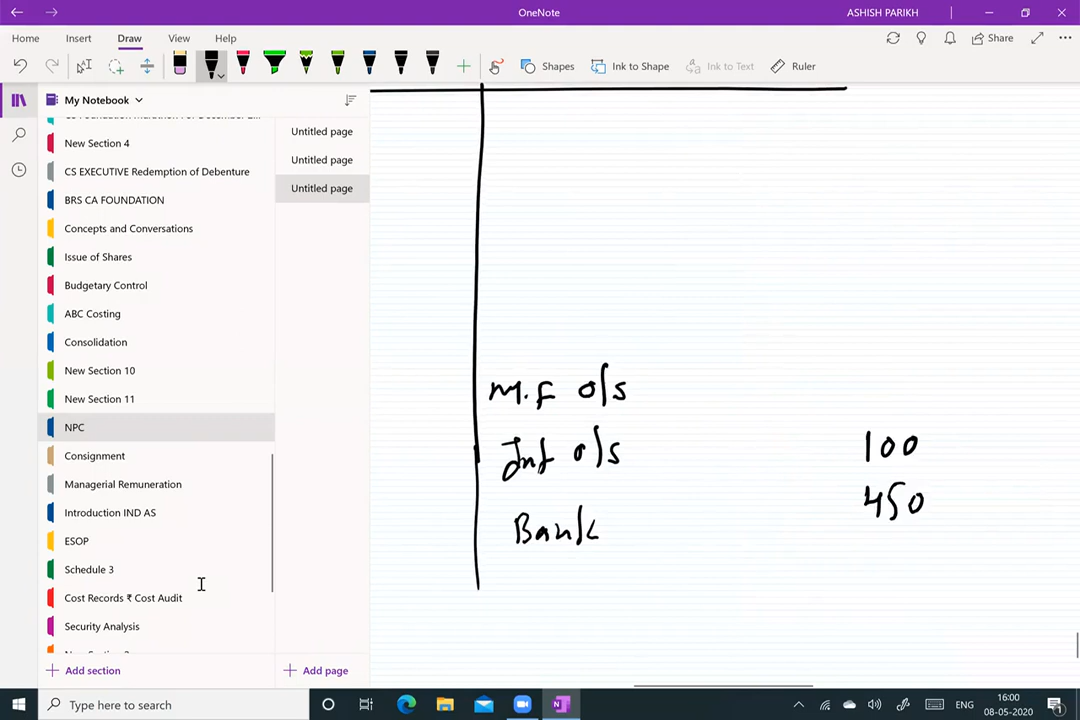 OneNote
ASHISH PARIKH
Home Insert Draw View Help
Share
Shapes Ink to Shape Ink to Text Ruler
My Notebook
New Section 4
CS EXECUTIVE Redemption of Debenture
BRS CA FOUNDATION
Concepts and Conversations
Issue of Shares
Budgetary Control
ABC Costing
Consolidation
New Section 10
New Section 11
NPC
Consignment
Managerial Remuneration
Introduction IND AS
ESOP
Schedule 3
Cost Records ₹ Cost Audit
Security Analysis
Add section
Untitled page
Untitled page
Untitled page
Add page
M.F o/s
Int o/s 100
Bank 450
Type here to search
ENG
16:00
08-05-2020